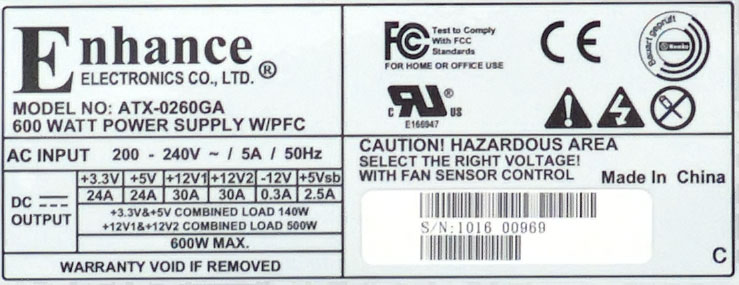 Enhance
ELECTRONICS CO., LTD.®
MODEL NO: ATX-0260GA
600 WATT POWER SUPPLY W/PFC
FC Test to Comply
With FCC
Standards
FOR HOME OR OFFICE USE
CE
Bauart geprüft
c RU US
E166947
AC INPUT 200 - 240V ~ / 5A / 50Hz
CAUTION! HAZARDOUS AREA
SELECT THE RIGHT VOLTAGE!
WITH FAN SENSOR CONTROL Made In China
DC OUTPUT
+3.3V +5V +12V1 +12V2 -12V +5Vsb
24A 24A 30A 30A 0.3A 2.5A
+3.3V&+5V COMBINED LOAD 140W
+12V1&+12V2 COMBINED LOAD 500W
600W MAX.
WARRANTY VOID IF REMOVED
S/N:1016 00969
C